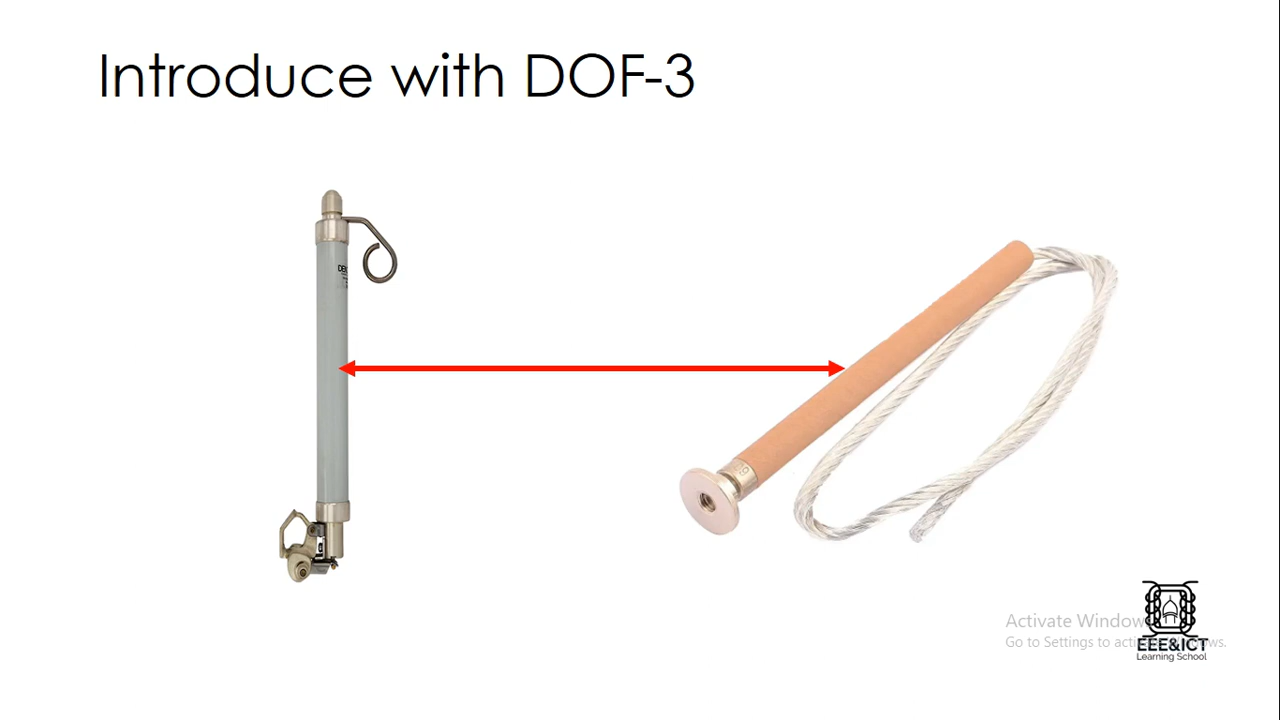 Introduce with DOF-3
Activate Windows
Go to Settings to activate Windows.
EEE&ICT
Learning School